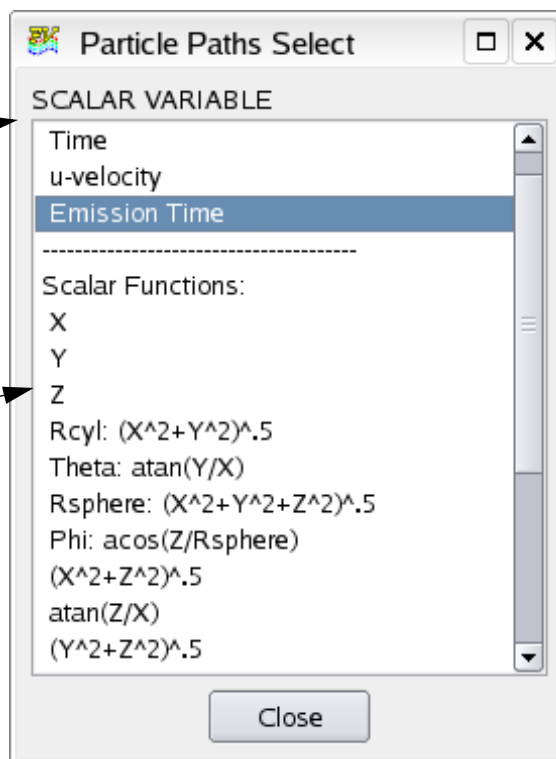 Particle Paths Select
SCALAR VARIABLE
Time
u-velocity
Emission Time
---------------------------------------
Scalar Functions:
X
Y
Z
Rcyl: (X^2+Y^2)^.5
Theta: atan(Y/X)
Rsphere: (X^2+Y^2+Z^2)^.5
Phi: acos(Z/Rsphere)
(X^2+Z^2)^.5
atan(Z/X)
(Y^2+Z^2)^.5
Close